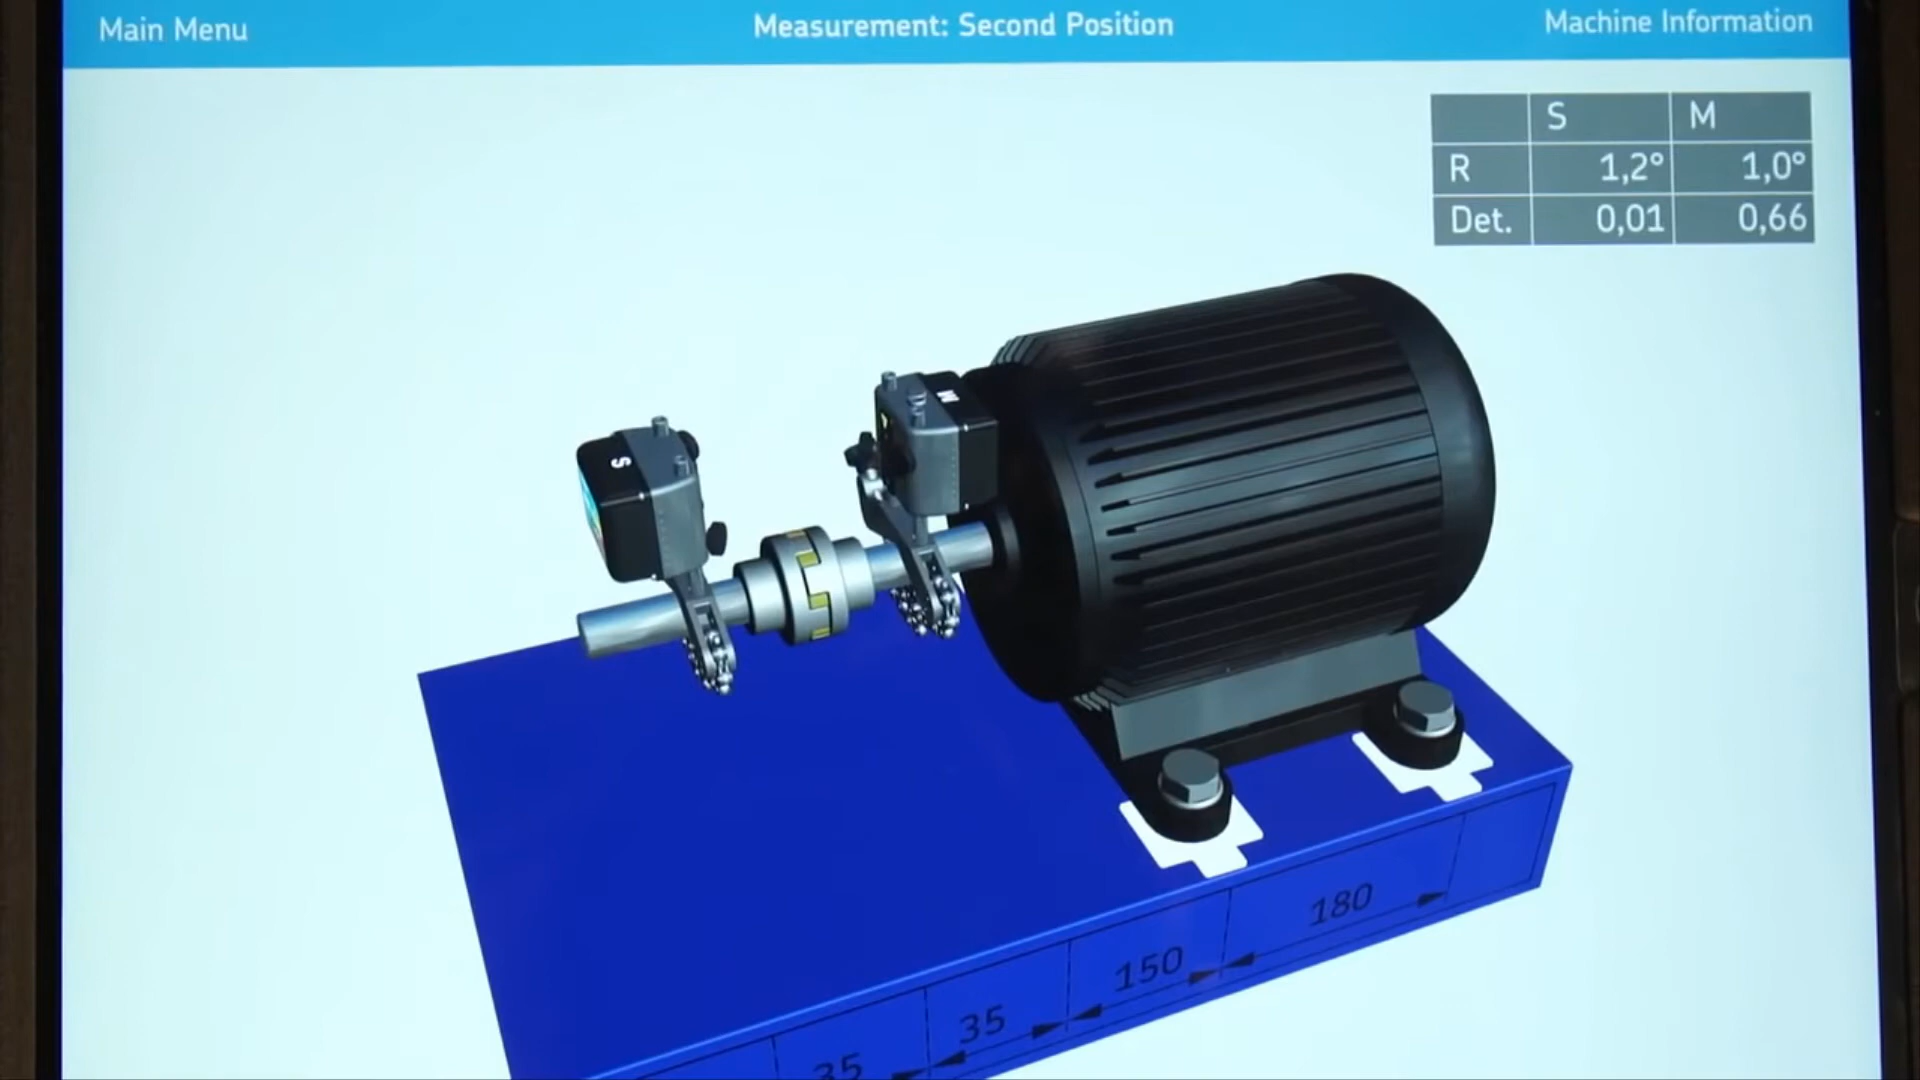 Main Menu
Measurement: Second Position
Machine Information
S M
R 1,2° 1,0°
Det. 0,01 0,66
M
S
180
150
35
35